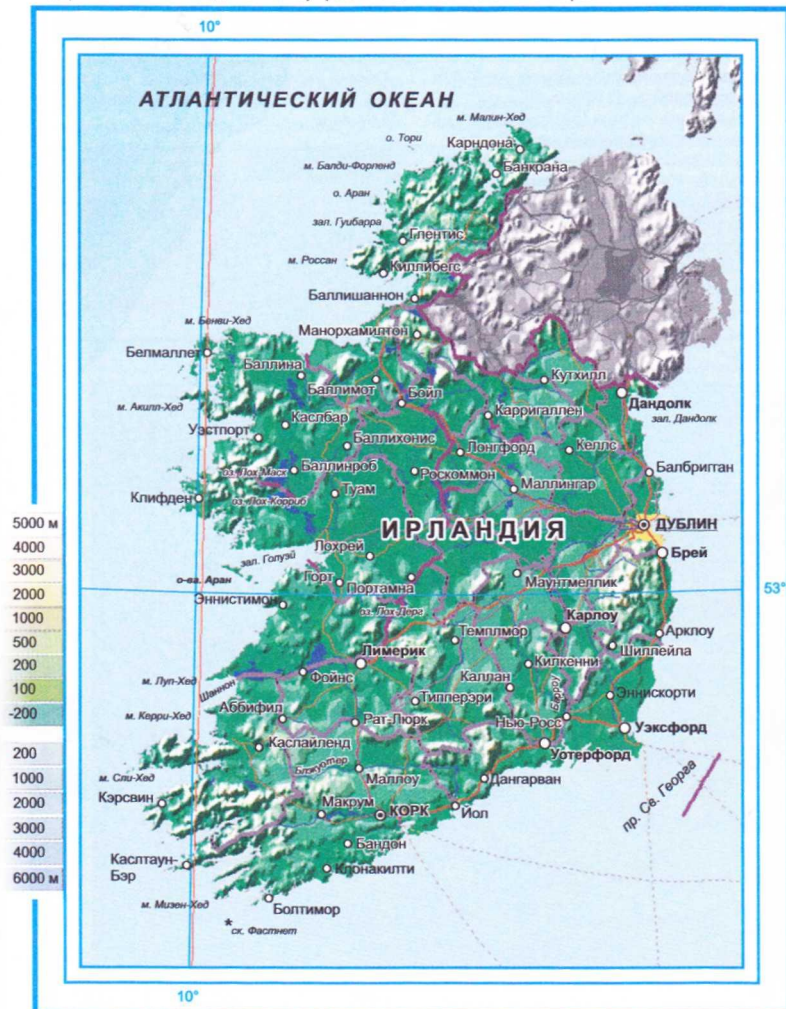 10°
АТЛАНТИЧЕСКИЙ ОКЕАН
м. Малин-Хед
о. Тори
Карндона
м. Балди-Форленд
Банкрана
о. Аран
зал. Гуибарра
Глентис
м. Россан
Киллибегс
Баллишаннон
м. Бенви-Хед
Манорхамилтон
Белмаллет
Баллина
Баллимот
Бойл
Кутхилл
м. Акилл-Хед
Каслбар
Карригаллен
Дандолк
зал. Дандолк
Уэстпорт
Баллихонис
Лонгфорд
Келлс
оз. Лох-Маск
Баллинроб
Роскоммон
Балбригган
Клифден
оз. Лох-Корриб
Туам
Маллингар
5000 м
ИРЛАНДИЯ
ДУБЛИН
4000
Лохрей
Брей
3000
зал. Голуэй
о-ва. Аран
Горт
Портамна
Маунтмеллик
53°
2000
Эннистимон
оз. Лох-Дерг
1000
Карлоу
500
Темплмор
Арклоу
Шиллейла
200
Лимерик
Килкенни
100
м. Луп-Хед
Шаннон
Фойнс
Каллан
Барроу
Эннискорти
-200
м. Керри-Хед
Аббифил
Типперэри
Рат-Люрк
Нью-Росс
Уэксфорд
200
Каслайленд
Уотерфорд
1000
м. Сли-Хед
Блэкуотер
Маллоу
Дангарван
пр. Св. Георга
2000
Кэрсвин
Макрум
КОРК
Йол
3000
Бандон
4000
Каслтаун-
Бэр
Клонакилти
6000 м
м. Мизен-Хед
Болтимор
* ск. Фастнет
10°